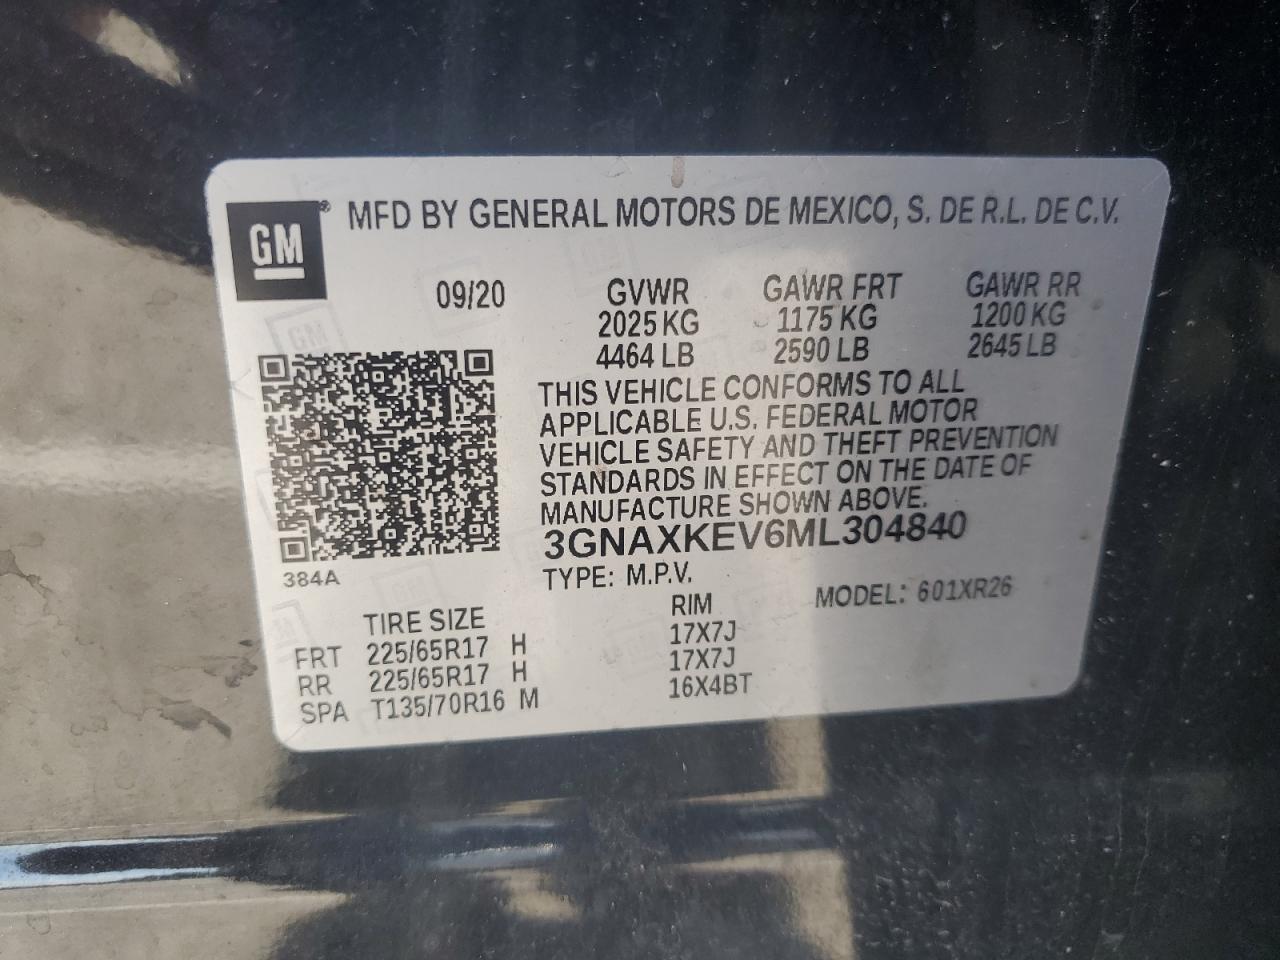 GM® MFD BY GENERAL MOTORS DE MEXICO, S. DE R.L. DE C.V.
09/20 GVWR GAWR FRT GAWR RR
2025 KG 1175 KG 1200 KG
4464 LB 2590 LB 2645 LB
THIS VEHICLE CONFORMS TO ALL
APPLICABLE U.S. FEDERAL MOTOR
VEHICLE SAFETY AND THEFT PREVENTION
STANDARDS IN EFFECT ON THE DATE OF
MANUFACTURE SHOWN ABOVE.
3GNAXKEV6ML304840
384A TYPE: M.P.V. MODEL: 601XR26
TIRE SIZE RIM
FRT 225/65R17 H 17X7J
RR 225/65R17 H 17X7J
SPA T135/70R16 M 16X4BT